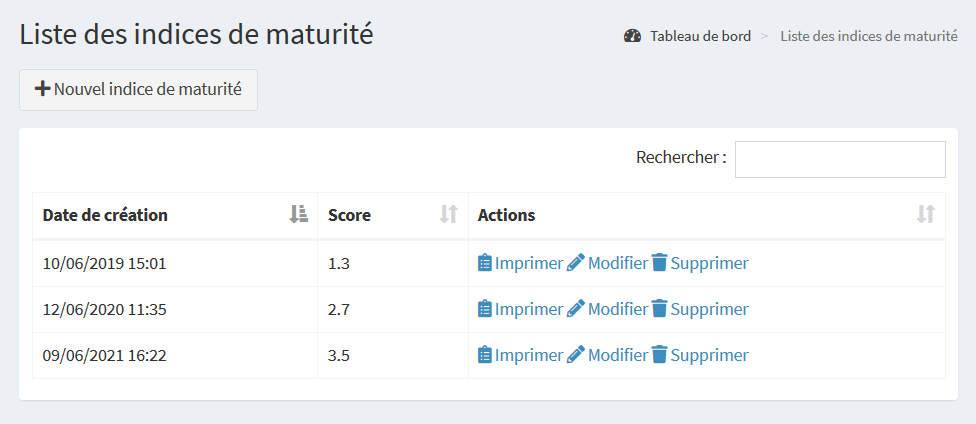 Liste des indices de maturité
Tableau de bord > Liste des indices de maturité
Nouvel indice de maturité
Rechercher :
Date de création Score Actions
10/06/2019 15:01 1.3 Imprimer Modifier Supprimer
12/06/2020 11:35 2.7 Imprimer Modifier Supprimer
09/06/2021 16:22 3.5 Imprimer Modifier Supprimer